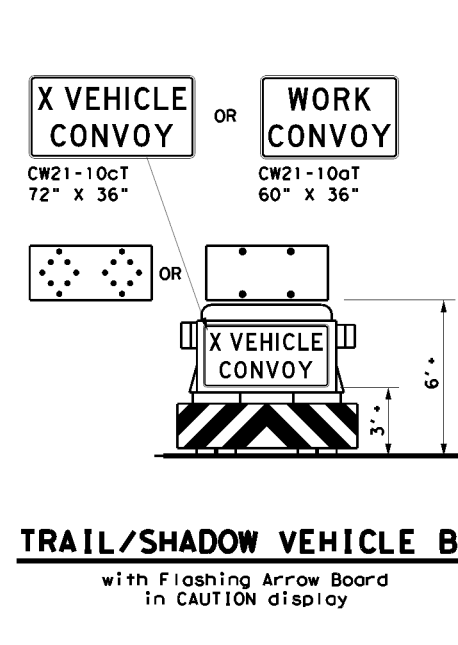 X VEHICLE
CONVOY
OR
WORK
CONVOY
CW21-10cT
72" X 36"
CW21-10aT
60" X 36"
OR
X VEHICLE
CONVOY
6' +
3' +
TRAIL/SHADOW VEHICLE B
with Flashing Arrow Board
in CAUTION display